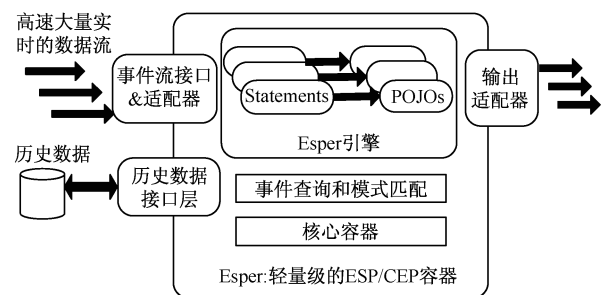 高速大量实
时的数据流
事件流接口
&适配器
Statements
POJOs
Esper引擎
输出
适配器
历史数据
历史数据
接口层
事件查询和模式匹配
核心容器
Esper:轻量级的ESP/CEP容器